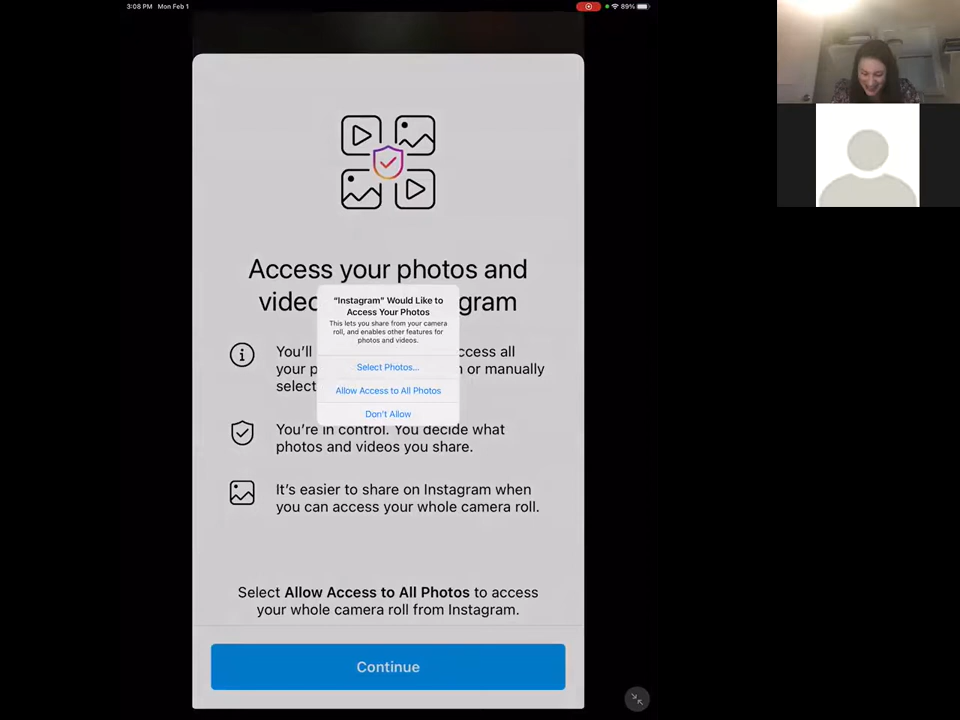 3:08 PM Mon Feb 1
89%
Access your photos and
videos gram
"Instagram" Would Like to
Access Your Photos
This lets you share from your camera
roll, and enables other features for
photos and videos.
Select Photos...
Allow Access to All Photos
Don't Allow
You'll ccess all
your p or manually
select
You're in control. You decide what
photos and videos you share.
It's easier to share on Instagram when
you can access your whole camera roll.
Select Allow Access to All Photos to access
your whole camera roll from Instagram.
Continue